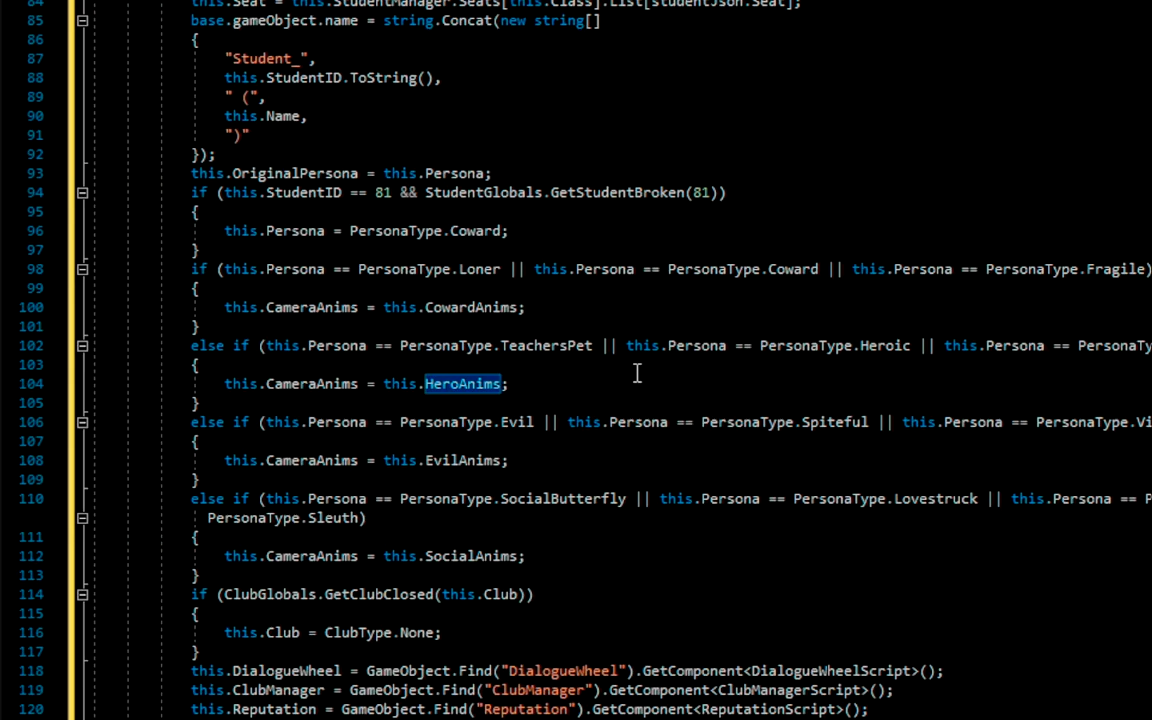 84 this.Seat = this.StudentManager.Seats[this.Class].List[studentJson.Seat];
85 base.gameObject.name = string.Concat(new string[]
86 {
87 "Student_",
88 this.StudentID.ToString(),
89 " (",
90 this.Name,
91 ")"
92 });
93 this.OriginalPersona = this.Persona;
94 if (this.StudentID == 81 && StudentGlobals.GetStudentBroken(81))
95 {
96 this.Persona = PersonaType.Coward;
97 }
98 if (this.Persona == PersonaType.Loner || this.Persona == PersonaType.Coward || this.Persona == PersonaType.Fragile)
99 {
100 this.CameraAnims = this.CowardAnims;
101 }
102 else if (this.Persona == PersonaType.TeachersPet || this.Persona == PersonaType.Heroic || this.Persona == PersonaTy
103 {
104 this.CameraAnims = this.HeroAnims;
105 }
106 else if (this.Persona == PersonaType.Evil || this.Persona == PersonaType.Spiteful || this.Persona == PersonaType.Vi
107 {
108 this.CameraAnims = this.EvilAnims;
109 }
110 else if (this.Persona == PersonaType.SocialButterfly || this.Persona == PersonaType.Lovestruck || this.Persona == P
PersonaType.Sleuth)
111 {
112 this.CameraAnims = this.SocialAnims;
113 }
114 if (ClubGlobals.GetClubClosed(this.Club))
115 {
116 this.Club = ClubType.None;
117 }
118 this.DialogueWheel = GameObject.Find("DialogueWheel").GetComponent<DialogueWheelScript>();
119 this.ClubManager = GameObject.Find("ClubManager").GetComponent<ClubManagerScript>();
120 this.Reputation = GameObject.Find("Reputation").GetComponent<ReputationScript>();